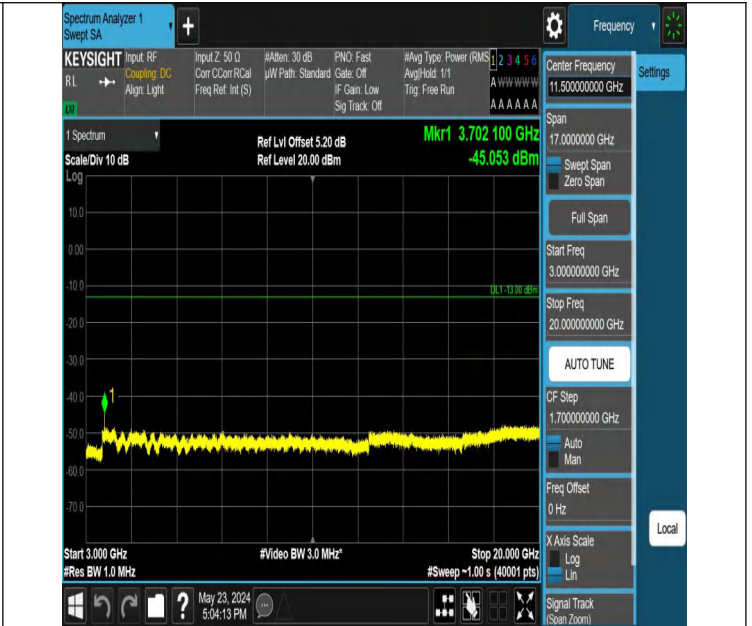 Spectrum Analyzer 1
Swept SA
Frequency
KEYSIGHT
RL
Input: RF
Coupling: DC
Align: Light
Input Z: 50 Ω
Corr CCorr RCal
Freq Ref: Int (S)
#Atten: 30 dB
µW Path: Standard
PNO: Fast
Gate: Off
IF Gain: Low
Sig Track: Off
#Avg Type: Power (RMS
Avg|Hold: 1/1
Trig: Free Run
1 2 3 4 5 6
A W W W W W
A A A A A A
1 Spectrum
Scale/Div 10 dB
Log
Ref Lvl Offset 5.20 dB
Ref Level 20.00 dBm
Mkr1 3.702 100 GHz
-45.053 dBm
10.0
0.00
-10.0
DL1 -13.00 dBm
-20.0
-30.0
-40.0
1
-50.0
-60.0
-70.0
Start 3.000 GHz
#Res BW 1.0 MHz
#Video BW 3.0 MHz*
Stop 20.000 GHz
#Sweep ~1.00 s (40001 pts)
May 23, 2024
5:04:13 PM
Center Frequency
11.500000000 GHz
Settings
Span
17.0000000 GHz
Swept Span
Zero Span
Full Span
Start Freq
3.000000000 GHz
Stop Freq
20.000000000 GHz
AUTO TUNE
CF Step
1.700000000 GHz
Auto
Man
Freq Offset
0 Hz
X Axis Scale
Log
Lin
Local
Signal Track
(Span Zoom)